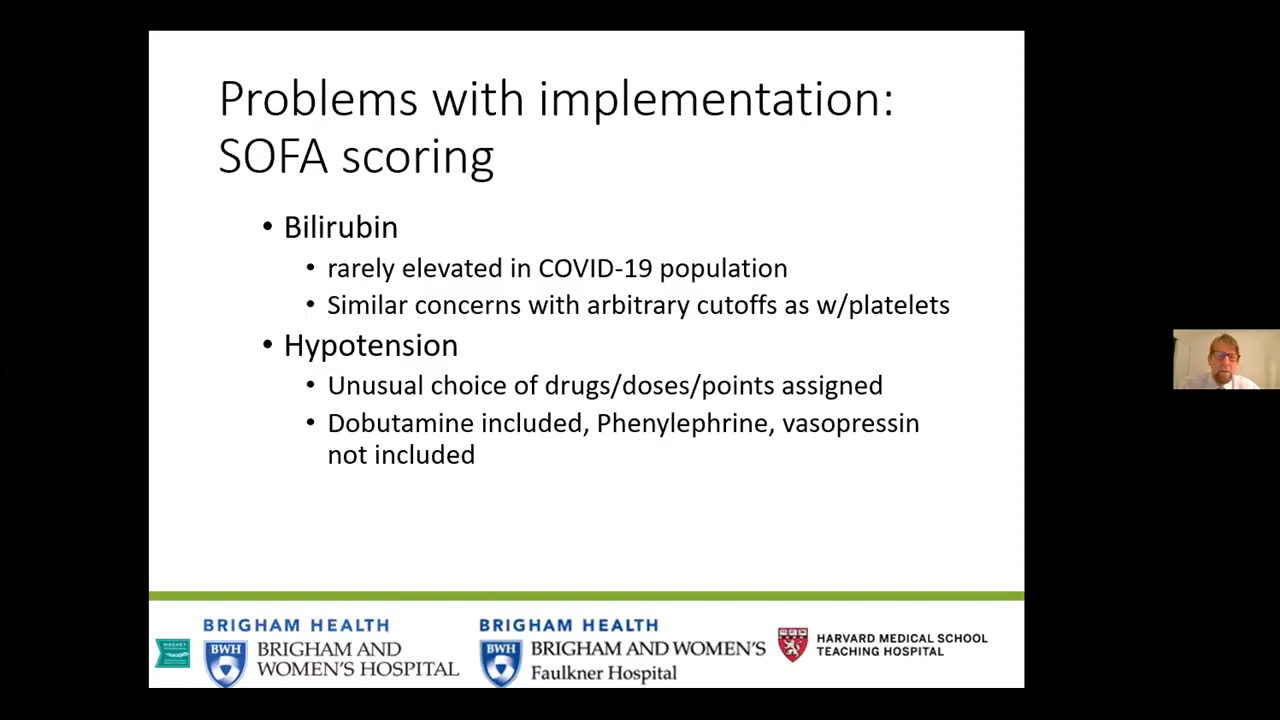 Problems with implementation:
SOFA scoring
• Bilirubin
• rarely elevated in COVID-19 population
• Similar concerns with arbitrary cutoffs as w/platelets
• Hypotension
• Unusual choice of drugs/doses/points assigned
• Dobutamine included, Phenylephrine, vasopressin
not included
BRIGHAM HEALTH
BWH
BRIGHAM AND
WOMEN'S HOSPITAL
BRIGHAM HEALTH
BWH
BRIGHAM AND WOMEN'S
Faulkner Hospital
HARVARD MEDICAL SCHOOL
TEACHING HOSPITAL